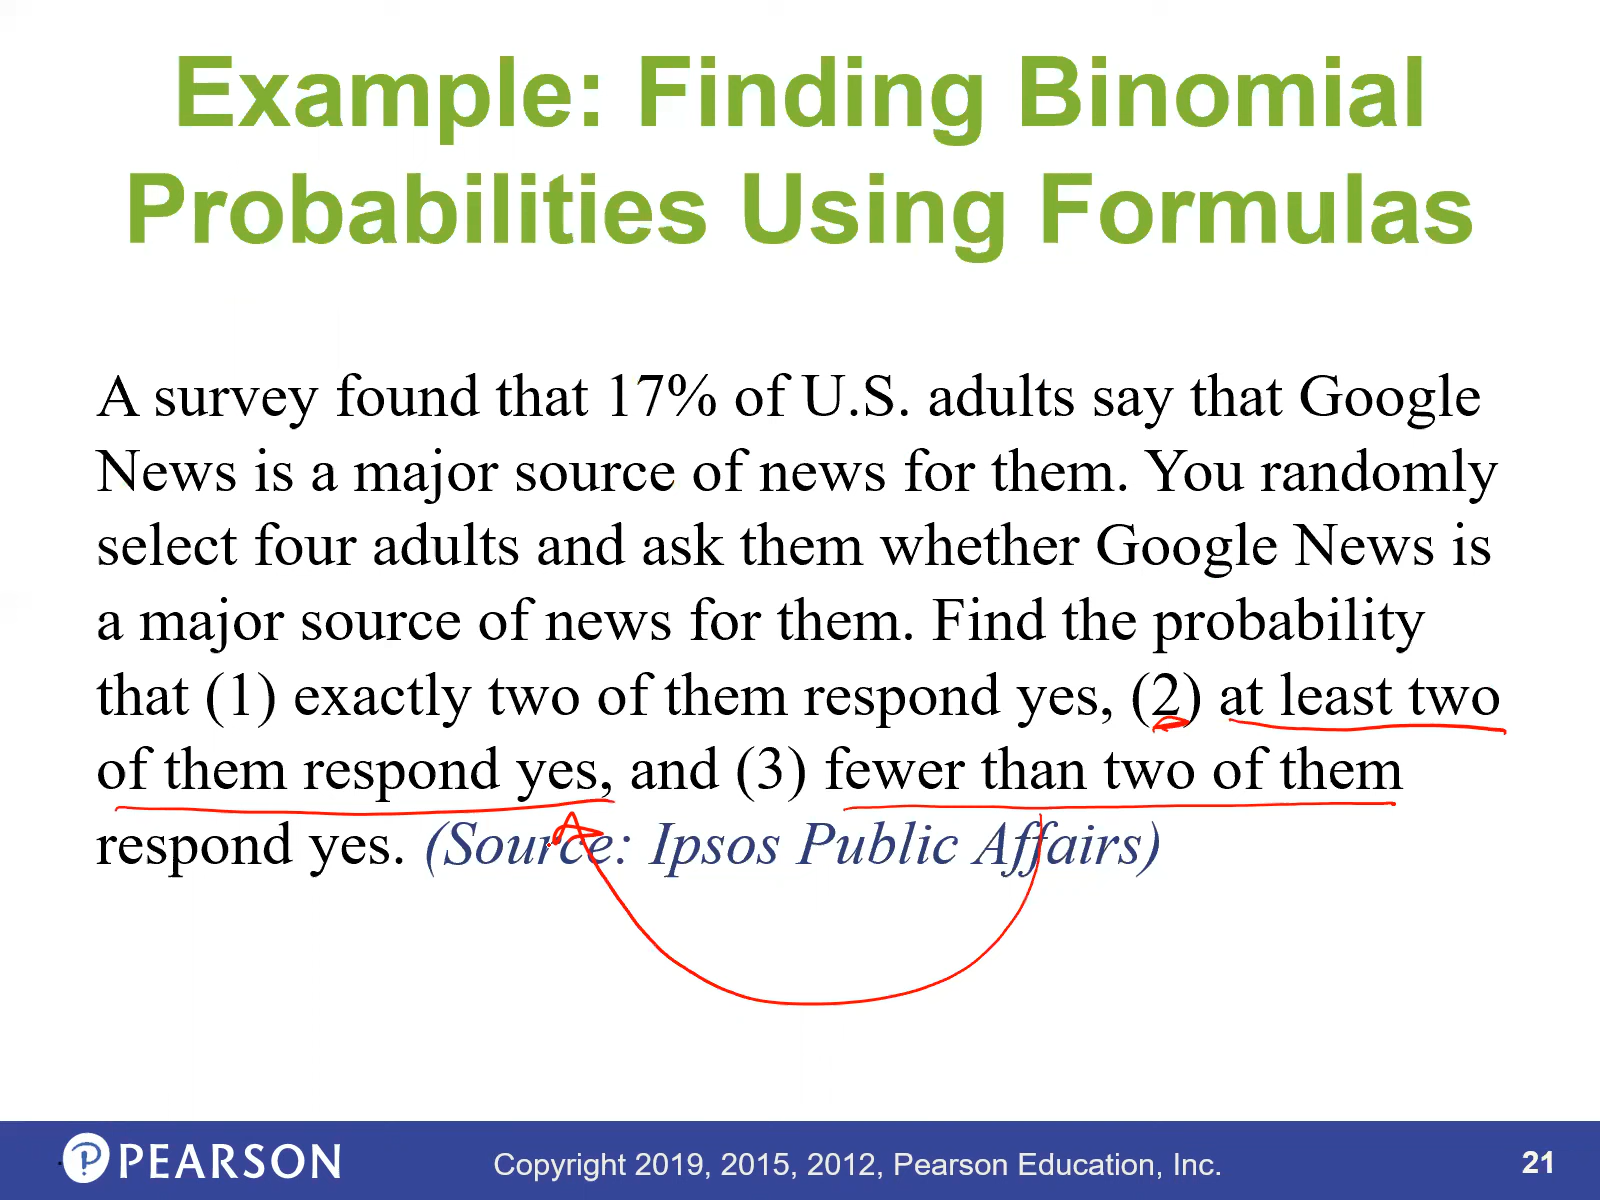 Example: Finding Binomial
Probabilities Using Formulas
A survey found that 17% of U.S. adults say that Google
News is a major source of news for them. You randomly
select four adults and ask them whether Google News is
a major source of news for them. Find the probability
that (1) exactly two of them respond yes, (2) at least two
of them respond yes, and (3) fewer than two of them
respond yes. (Source: Ipsos Public Affairs)
PEARSON
Copyright 2019, 2015, 2012, Pearson Education, Inc.
21